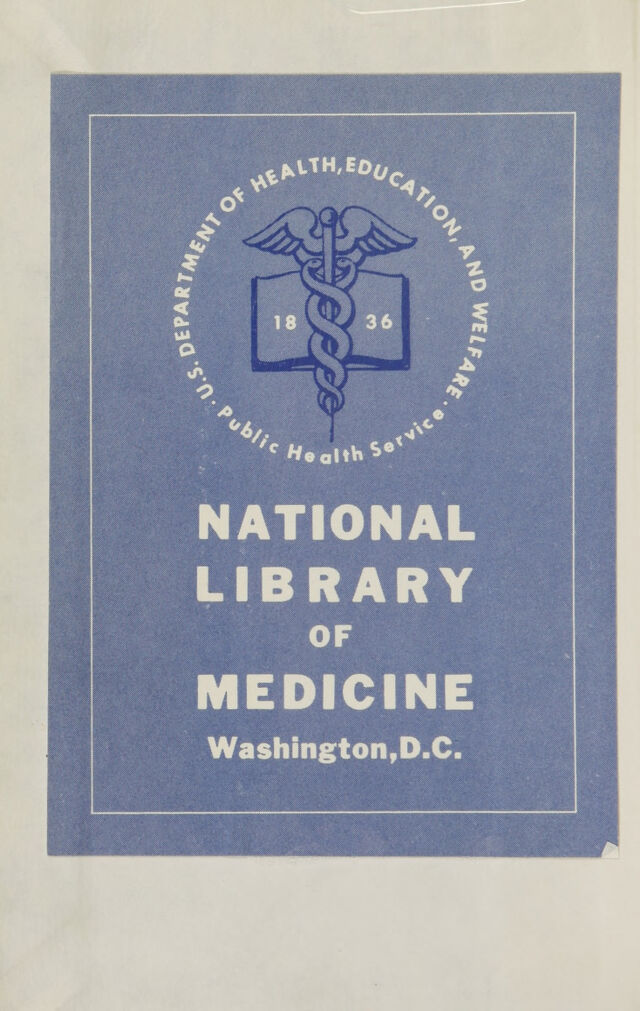 U.S. DEPARTMENT OF HEALTH, EDUCATION, AND WELFARE
· Public Health Service ·
18 36
NATIONAL
LIBRARY
OF
MEDICINE
Washington, D.C.